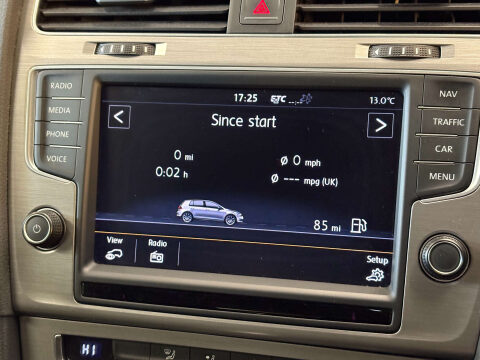 RADIO
MEDIA
PHONE
VOICE
17:25
TC --:--
13.0°C
<
Since start
>
0 mi
Ø 0 mph
0:02 h
Ø --- mpg (UK)
85 mi
View
Radio
Setup
NAV
TRAFFIC
CAR
MENU
HI